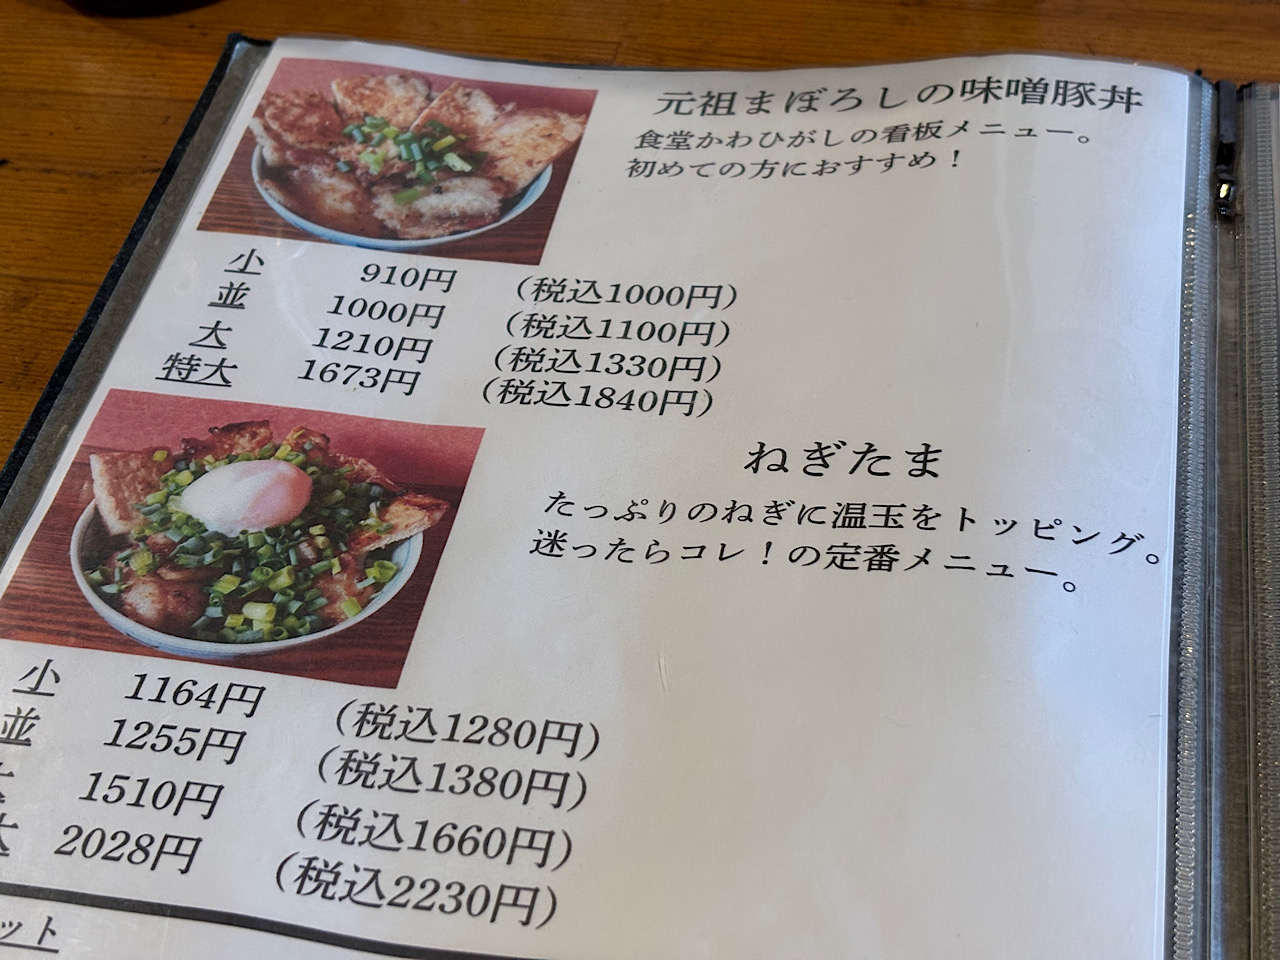 元祖まぼろしの味噌豚丼
食堂かわひがしの看板メニュー。
初めての方におすすめ！
小 910円 (税込1000円)
並 1000円 (税込1100円)
大 1210円 (税込1330円)
特大 1673円 (税込1840円)
ねぎたま
たっぷりのねぎに温玉をトッピング。
迷ったらコレ！の定番メニュー。
小 1164円 (税込1280円)
並 1255円 (税込1380円)
1510円 (税込1660円)
2028円 (税込2230円)
ット